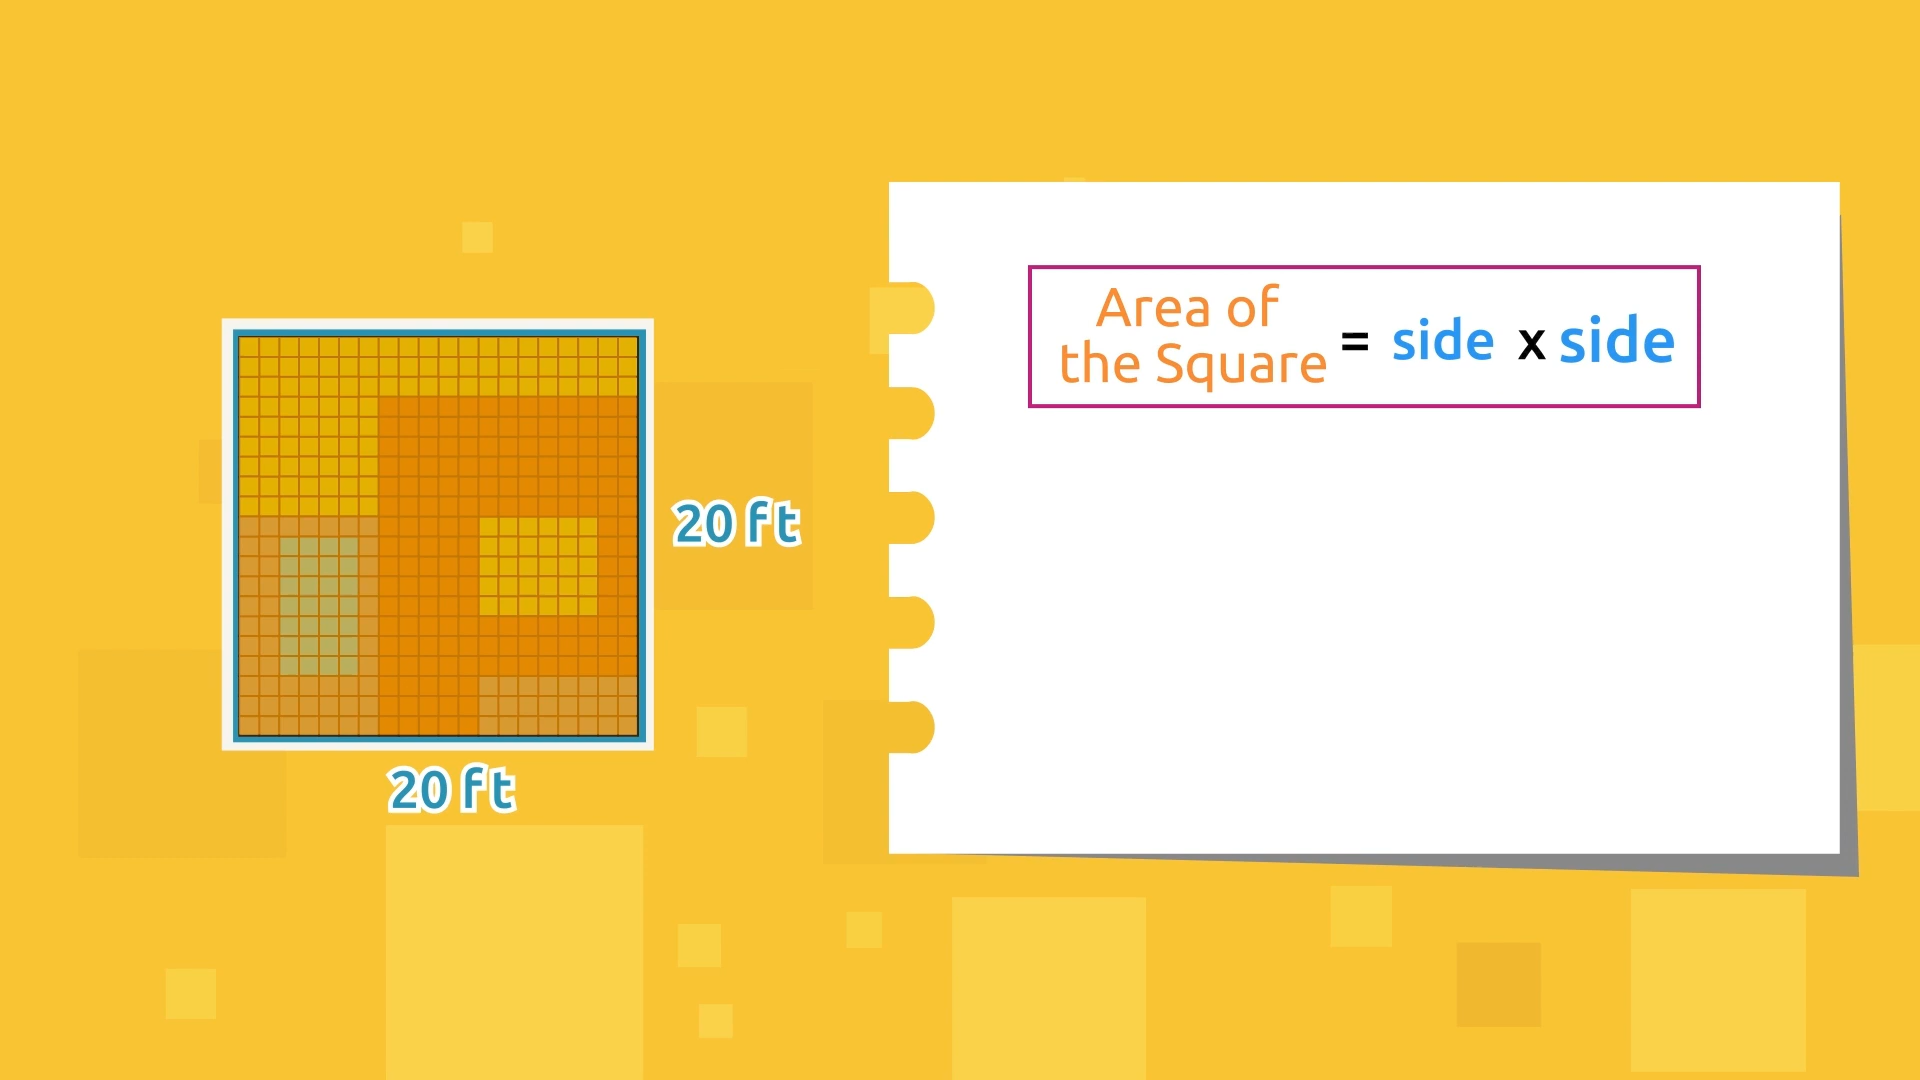 Area of
the Square = side x side
20 ft
20 ft